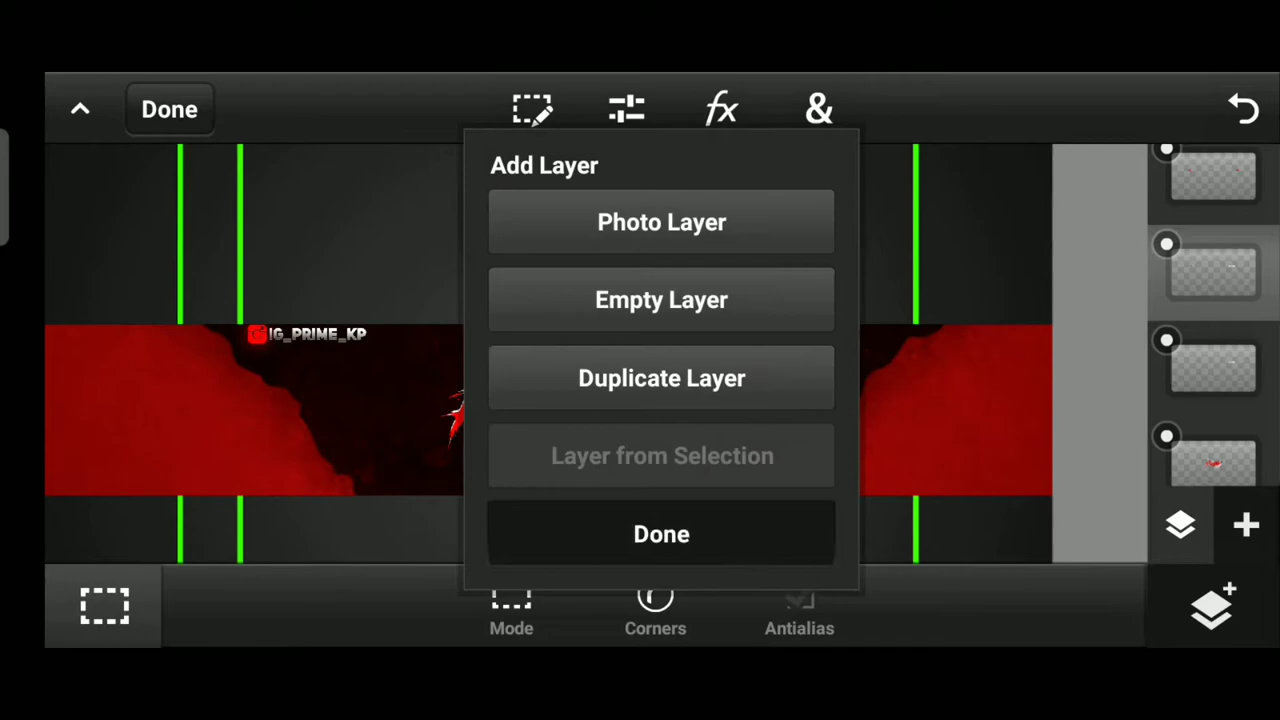 Done
fx
&
Add Layer
Photo Layer
Empty Layer
Duplicate Layer
Layer from Selection
Done
IG_PRIME_KP
Mode
Corners
Antialias